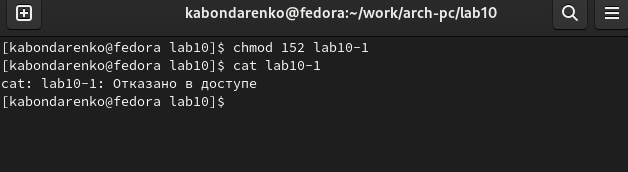 kabondarenko@fedora:~/work/arch-pc/lab10
[kabondarenko@fedora lab10]$ chmod 152 lab10-1
[kabondarenko@fedora lab10]$ cat lab10-1
cat: lab10-1: Отказано в доступе
[kabondarenko@fedora lab10]$